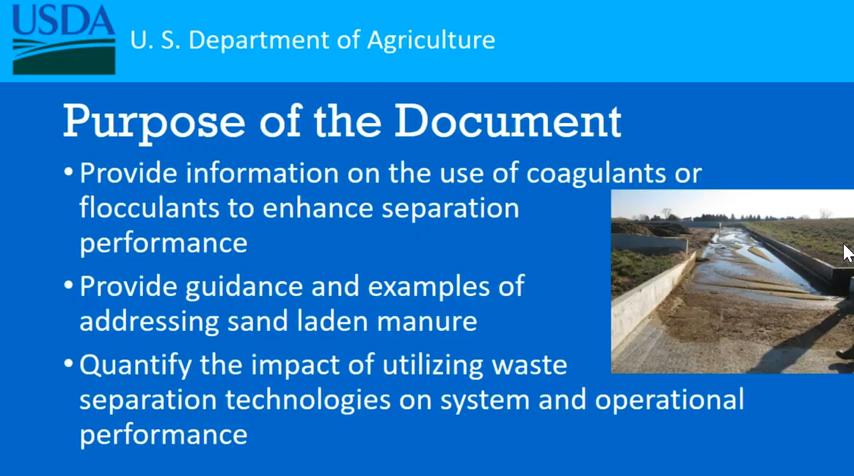 USDA
U. S. Department of Agriculture
Purpose of the Document
• Provide information on the use of coagulants or
flocculants to enhance separation
performance
• Provide guidance and examples of
addressing sand laden manure
• Quantify the impact of utilizing waste
separation technologies on system and operational
performance